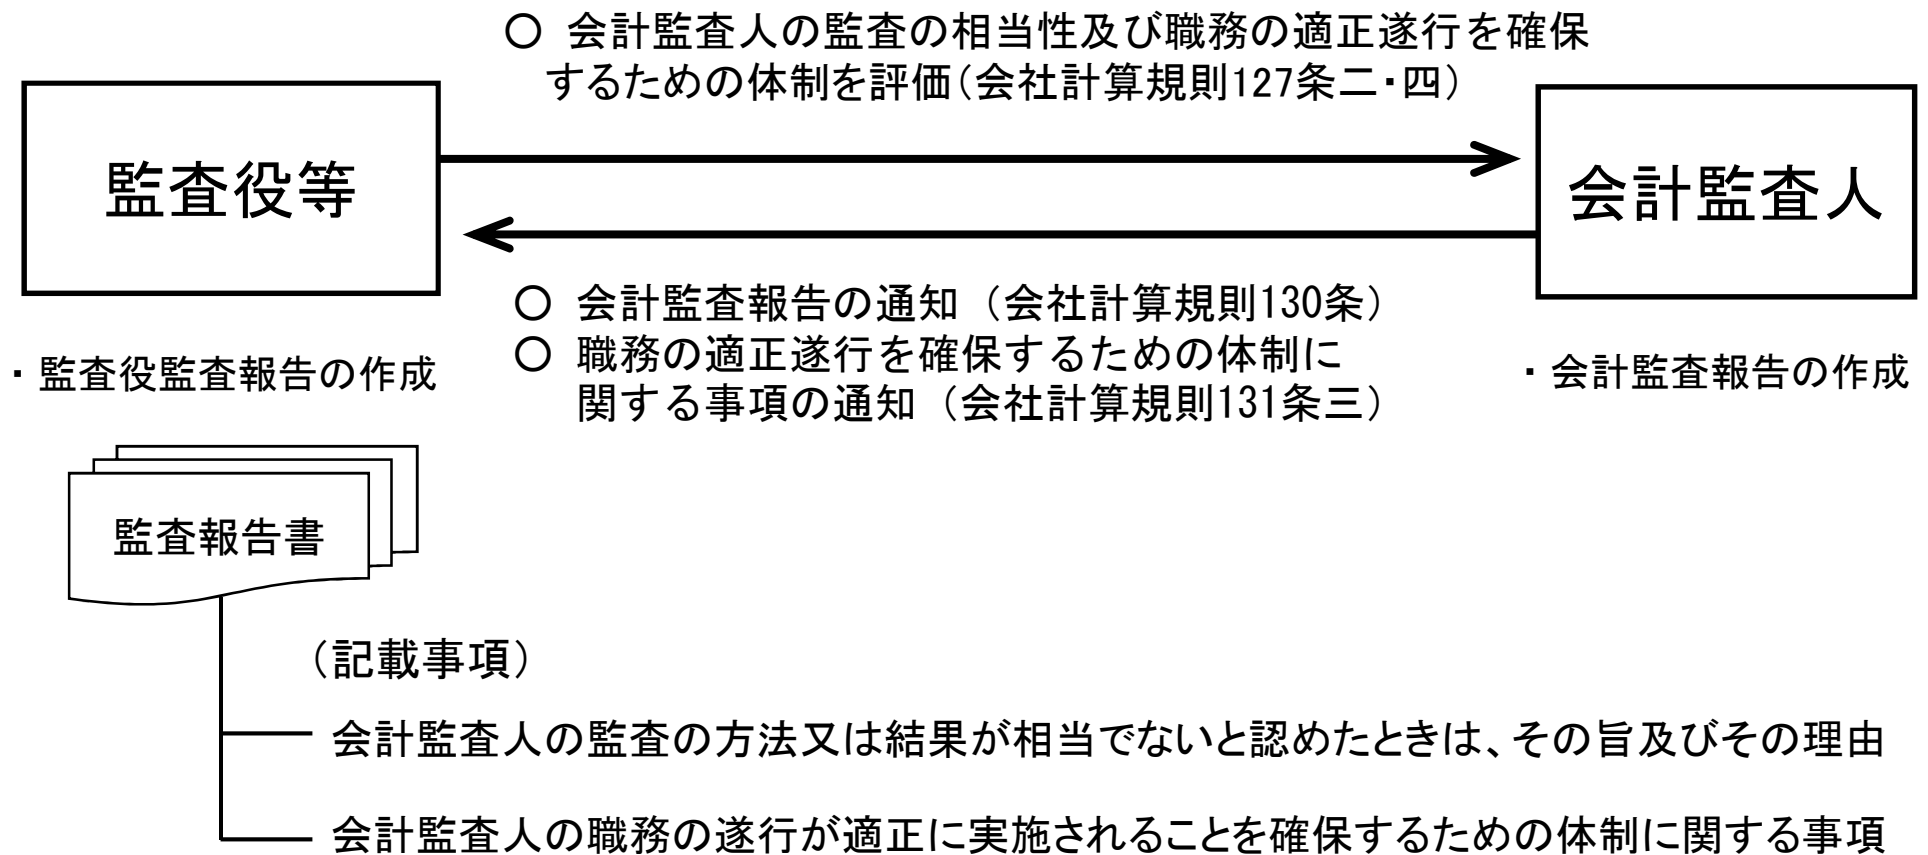 ○ 会計監査人の監査の相当性及び職務の適正遂行を確保
するための体制を評価（会社計算規則127条二・四）
監査役等
会計監査人
○ 会計監査報告の通知（会社計算規則130条）
○ 職務の適正遂行を確保するための体制に
関する事項の通知（会社計算規則131条三）
・監査役監査報告の作成
・会計監査報告の作成
監査報告書
（記載事項）
会計監査人の監査の方法又は結果が相当でないと認めたときは、その旨及びその理由
会計監査人の職務の遂行が適正に実施されることを確保するための体制に関する事項